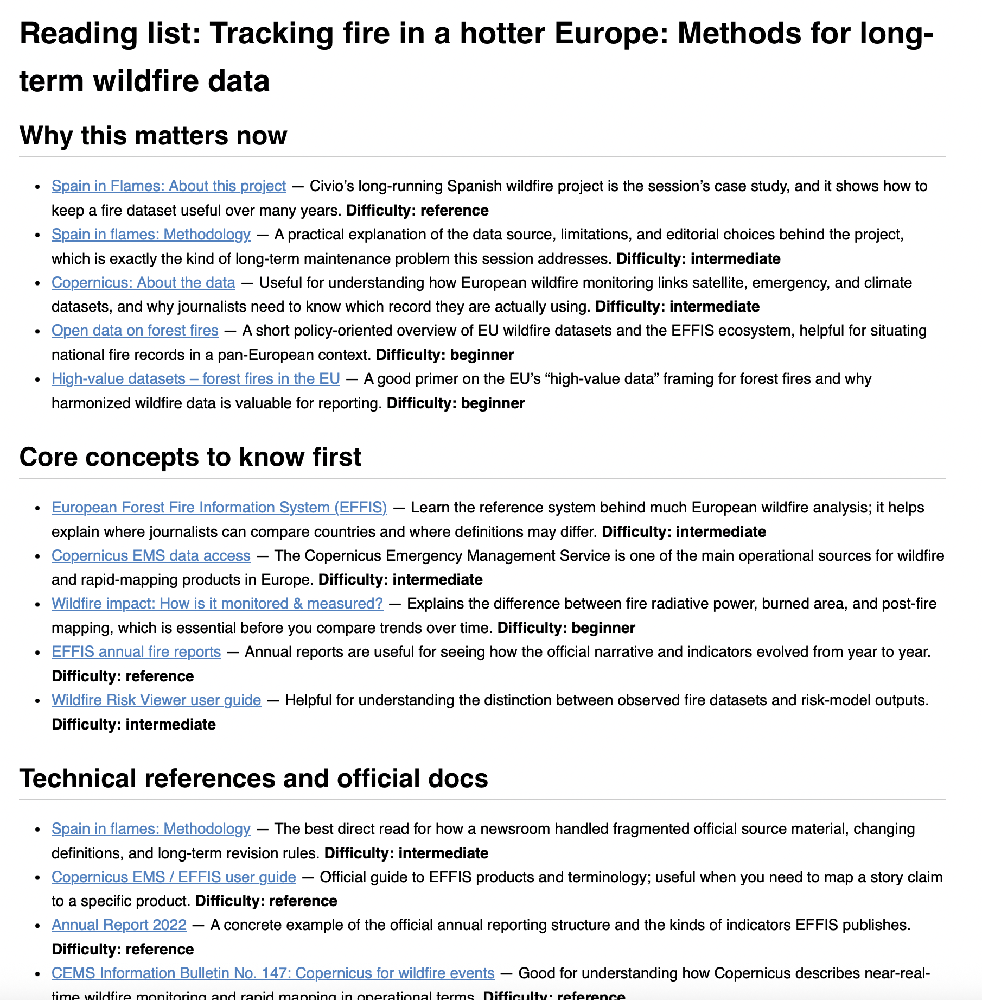 Reading list: Tracking fire in a hotter Europe: Methods for long-
term wildfire data
Why this matters now
• Spain in Flames: About this project — Civio’s long-running Spanish wildfire project is the session’s case study, and it shows how to
keep a fire dataset useful over many years. Difficulty: reference
• Spain in flames: Methodology — A practical explanation of the data source, limitations, and editorial choices behind the project,
which is exactly the kind of long-term maintenance problem this session addresses. Difficulty: intermediate
• Copernicus: About the data — Useful for understanding how European wildfire monitoring links satellite, emergency, and climate
datasets, and why journalists need to know which record they are actually using. Difficulty: intermediate
• Open data on forest fires — A short policy-oriented overview of EU wildfire datasets and the EFFIS ecosystem, helpful for situating
national fire records in a pan-European context. Difficulty: beginner
• High-value datasets – forest fires in the EU — A good primer on the EU’s “high-value data” framing for forest fires and why
harmonized wildfire data is valuable for reporting. Difficulty: beginner
Core concepts to know first
• European Forest Fire Information System (EFFIS) — Learn the reference system behind much European wildfire analysis; it helps
explain where journalists can compare countries and where definitions may differ. Difficulty: intermediate
• Copernicus EMS data access — The Copernicus Emergency Management Service is one of the main operational sources for wildfire
and rapid-mapping products in Europe. Difficulty: intermediate
• Wildfire impact: How is it monitored & measured? — Explains the difference between fire radiative power, burned area, and post-fire
mapping, which is essential before you compare trends over time. Difficulty: beginner
• EFFIS annual fire reports — Annual reports are useful for seeing how the official narrative and indicators evolved from year to year.
Difficulty: reference
• Wildfire Risk Viewer user guide — Helpful for understanding the distinction between observed fire datasets and risk-model outputs.
Difficulty: intermediate
Technical references and official docs
• Spain in flames: Methodology — The best direct read for how a newsroom handled fragmented official source material, changing
definitions, and long-term revision rules. Difficulty: intermediate
• Copernicus EMS / EFFIS user guide — Official guide to EFFIS products and terminology; useful when you need to map a story claim
to a specific product. Difficulty: reference
• Annual Report 2022 — A concrete example of the official annual reporting structure and the kinds of indicators EFFIS publishes.
Difficulty: reference
• CEMS Information Bulletin No. 147: Copernicus for wildfire events — Good for understanding how Copernicus describes near-real-
time wildfire monitoring and rapid mapping in operational terms. Difficulty: reference